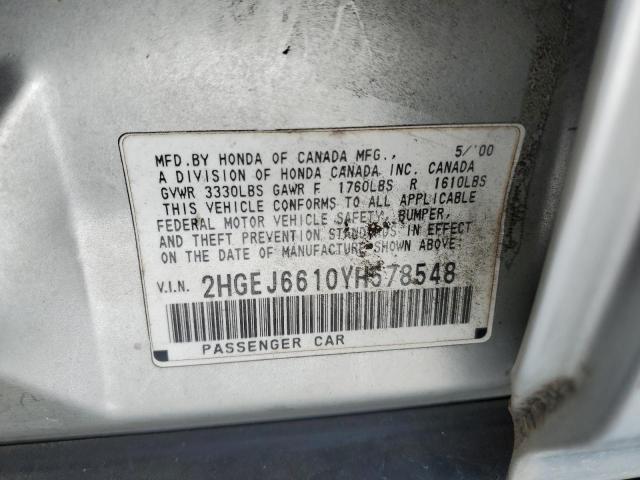 MFD.BY HONDA OF CANADA MFG., 5/'00
A DIVISION OF HONDA CANADA INC. CANADA
GVWR 3330LBS GAWR F 1760LBS R 1610LBS
THIS VEHICLE CONFORMS TO ALL APPLICABLE
FEDERAL MOTOR VEHICLE SAFETY, BUMPER,
AND THEFT PREVENTION STANDARDS IN EFFECT
ON THE DATE OF MANUFACTURE SHOWN ABOVE.
V.I.N. 2HGEJ6610YH578548
PASSENGER CAR